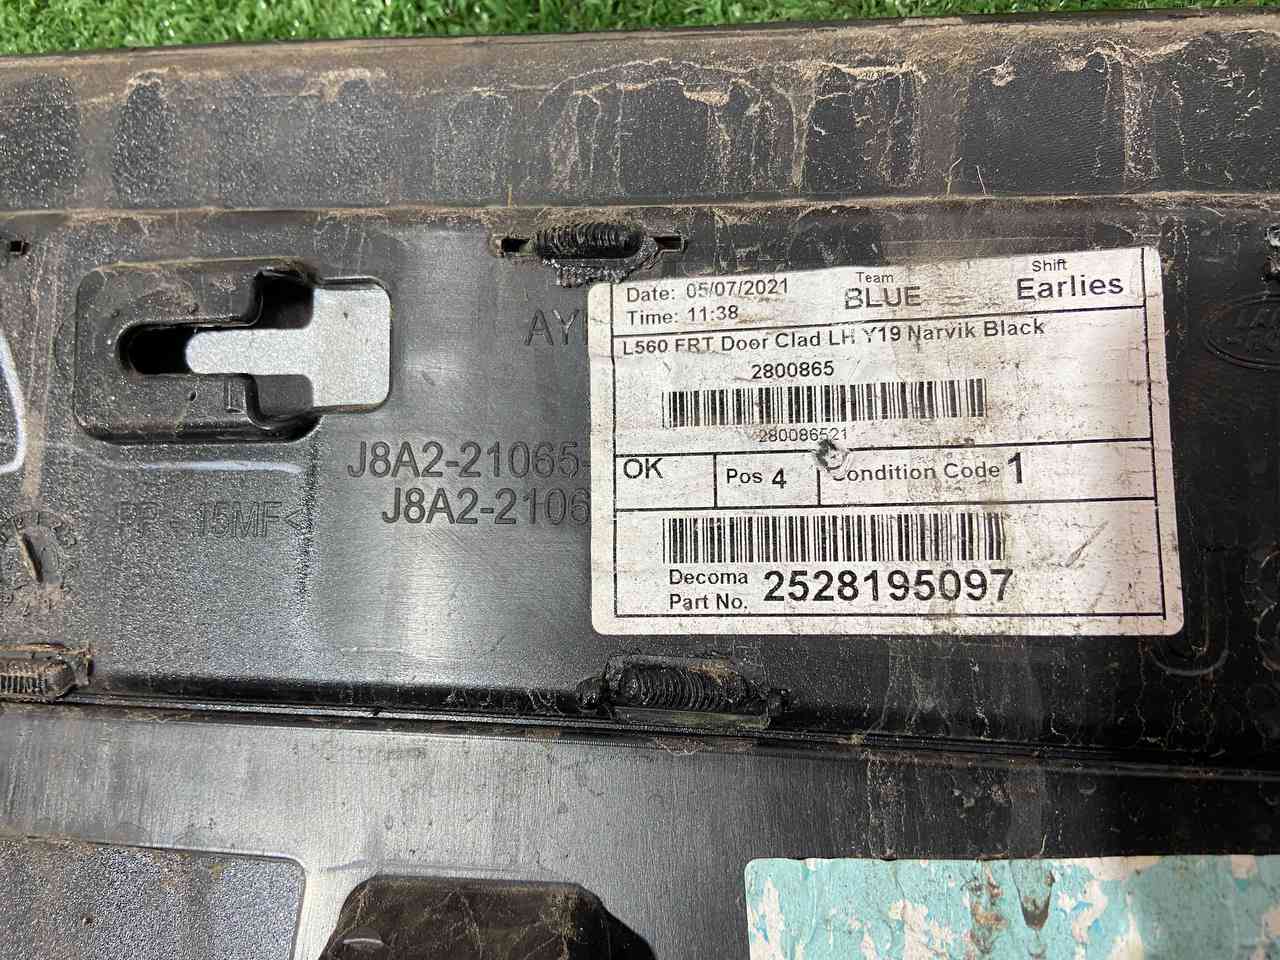 Date: 05/07/2021
Time: 11:38
Team
BLUE
Shift
Earlies
L560 FRT Door Clad LH Y19 Narvik Black
2800865
280086521
OK
Pos 4
Condition Code 1
Decoma
Part No. 2528195097
AY
J8A2-21065-
J8A2-2106
15MF<